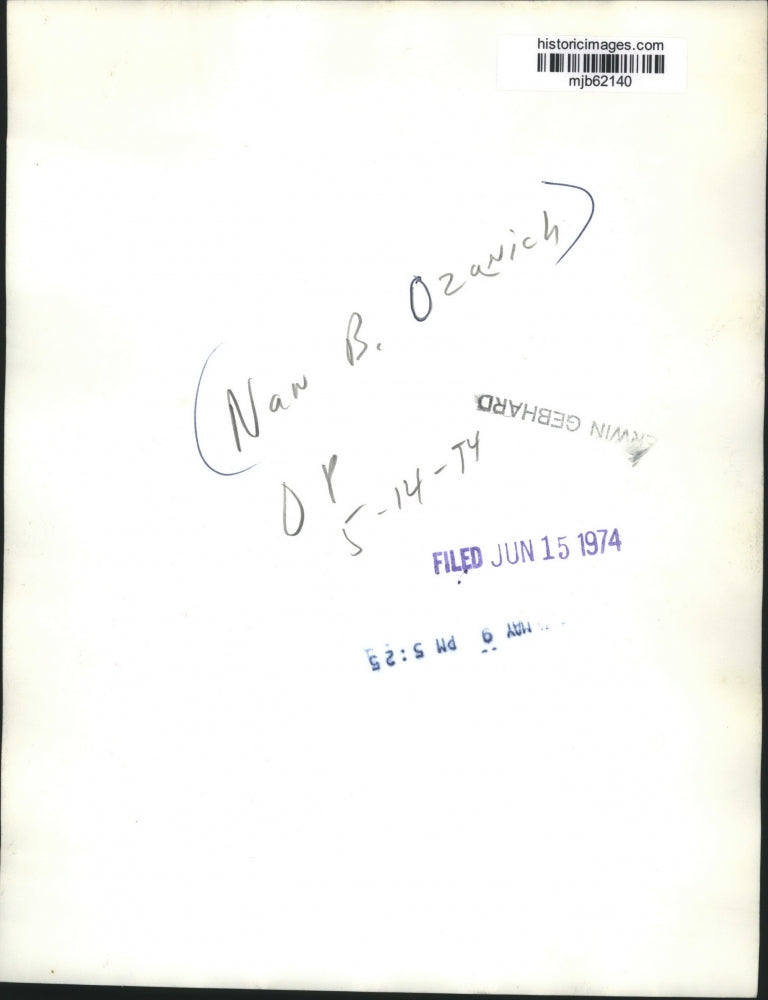 historicimages.com
mjb62140
(Nan B. Ozanich)
OP
5-14-74
ERWIN GEBHARD
FILED JUN 15 1974
MAY 9 PM 5:25